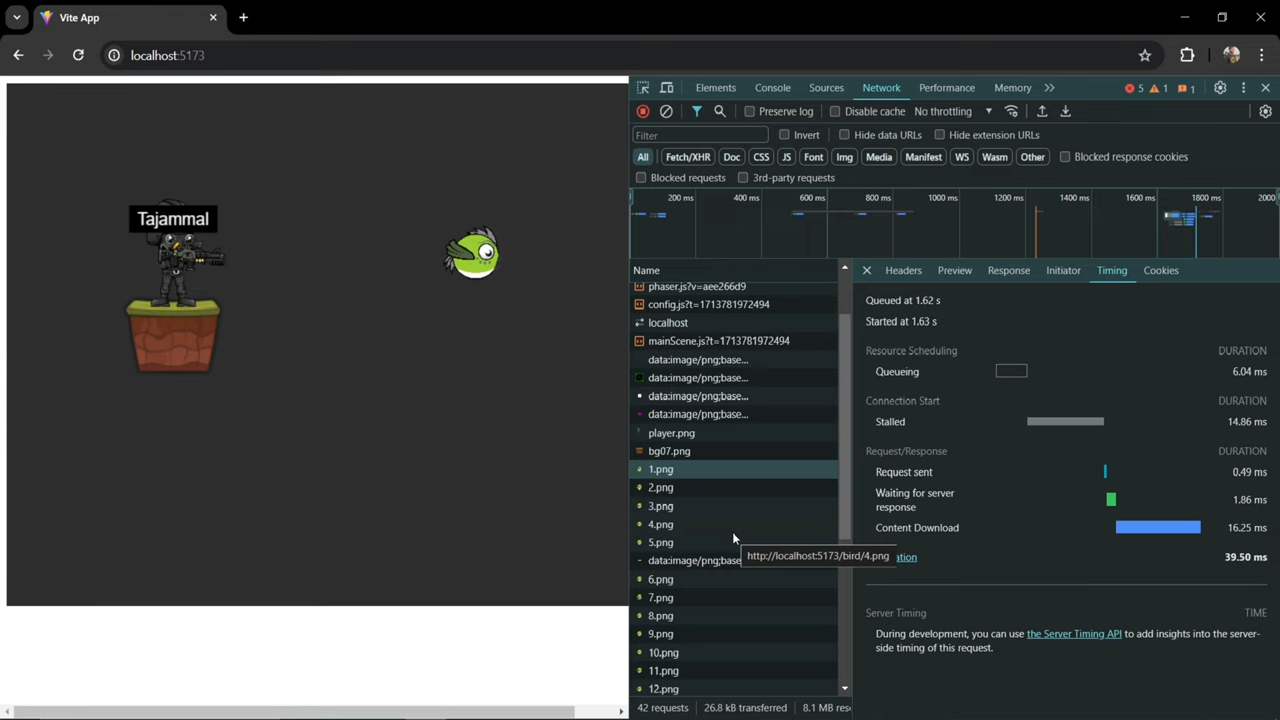 Vite App
localhost:5173
Tajammal
Elements Console Sources Network Performance Memory 5 1 1
Preserve log Disable cache No throttling
Filter Invert Hide data URLs Hide extension URLs
All Fetch/XHR Doc CSS JS Font Img Media Manifest WS Wasm Other Blocked response cookies
Blocked requests 3rd-party requests
200 ms 400 ms 600 ms 800 ms 1000 ms 1200 ms 1400 ms 1600 ms 1800 ms 2000
Name
phaser.js?v=aee266d9
config.js?t=1713781972494
localhost
mainScene.js?t=1713781972494
data:image/png;base...
data:image/png;base...
data:image/png;base...
data:image/png;base...
player.png
bg07.png
1.png
2.png
3.png
4.png
5.png
data:image/png;base
6.png
7.png
8.png
9.png
10.png
11.png
12.png
http://localhost:5173/bird/4.png
42 requests 26.8 kB transferred 8.1 MB res
Headers Preview Response Initiator Timing Cookies
Queued at 1.62 s
Started at 1.63 s
Resource Scheduling DURATION
Queueing 6.04 ms
Connection Start DURATION
Stalled 14.86 ms
Request/Response DURATION
Request sent 0.49 ms
Waiting for server
response 1.86 ms
Content Download 16.25 ms
ation 39.50 ms
Server Timing TIME
During development, you can use the Server Timing API to add insights into the server-
side timing of this request.